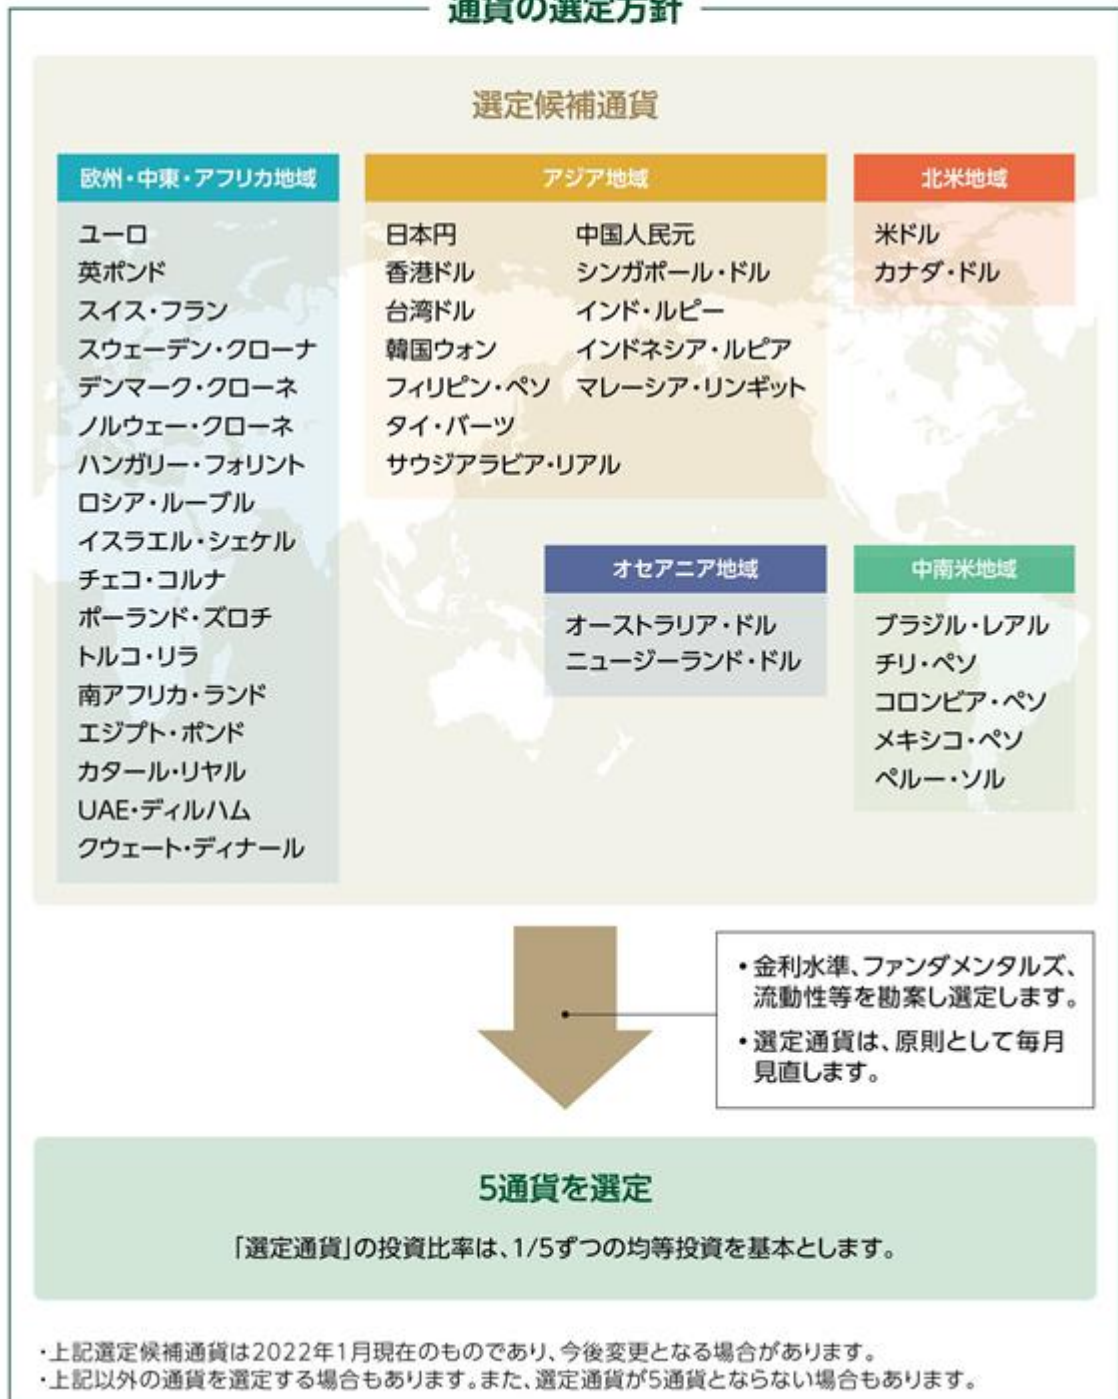 通貨の選定方針
選定候補通貨
欧州・中東・アフリカ地域
ユーロ
英ポンド
スイス・フラン
スウェーデン・クローナ
デンマーク・クローネ
ノルウェー・クローネ
ハンガリー・フォリント
ロシア・ルーブル
イスラエル・シェケル
チェコ・コルナ
ポーランド・ズロチ
トルコ・リラ
南アフリカ・ランド
エジプト・ポンド
カタール・リヤル
UAE・ディルハム
クウェート・ディナール
アジア地域
日本円
香港ドル
台湾ドル
韓国ウォン
フィリピン・ペソ
タイ・バーツ
サウジアラビア・リアル
中国人民元
シンガポール・ドル
インド・ルピー
インドネシア・ルピア
マレーシア・リンギット
北米地域
米ドル
カナダ・ドル
オセアニア地域
オーストラリア・ドル
ニュージーランド・ドル
中南米地域
ブラジル・レアル
チリ・ペソ
コロンビア・ペソ
メキシコ・ペソ
ペルー・ソル
・金利水準、ファンダメンタルズ、
流動性等を勘案し選定します。
・選定通貨は、原則として毎月
見直します。
5通貨を選定
「選定通貨」の投資比率は、1/5ずつの均等投資を基本とします。
・上記選定候補通貨は2022年1月現在のものであり、今後変更となる場合があります。
・上記以外の通貨を選定する場合もあります。また、選定通貨が5通貨とならない場合もあります。